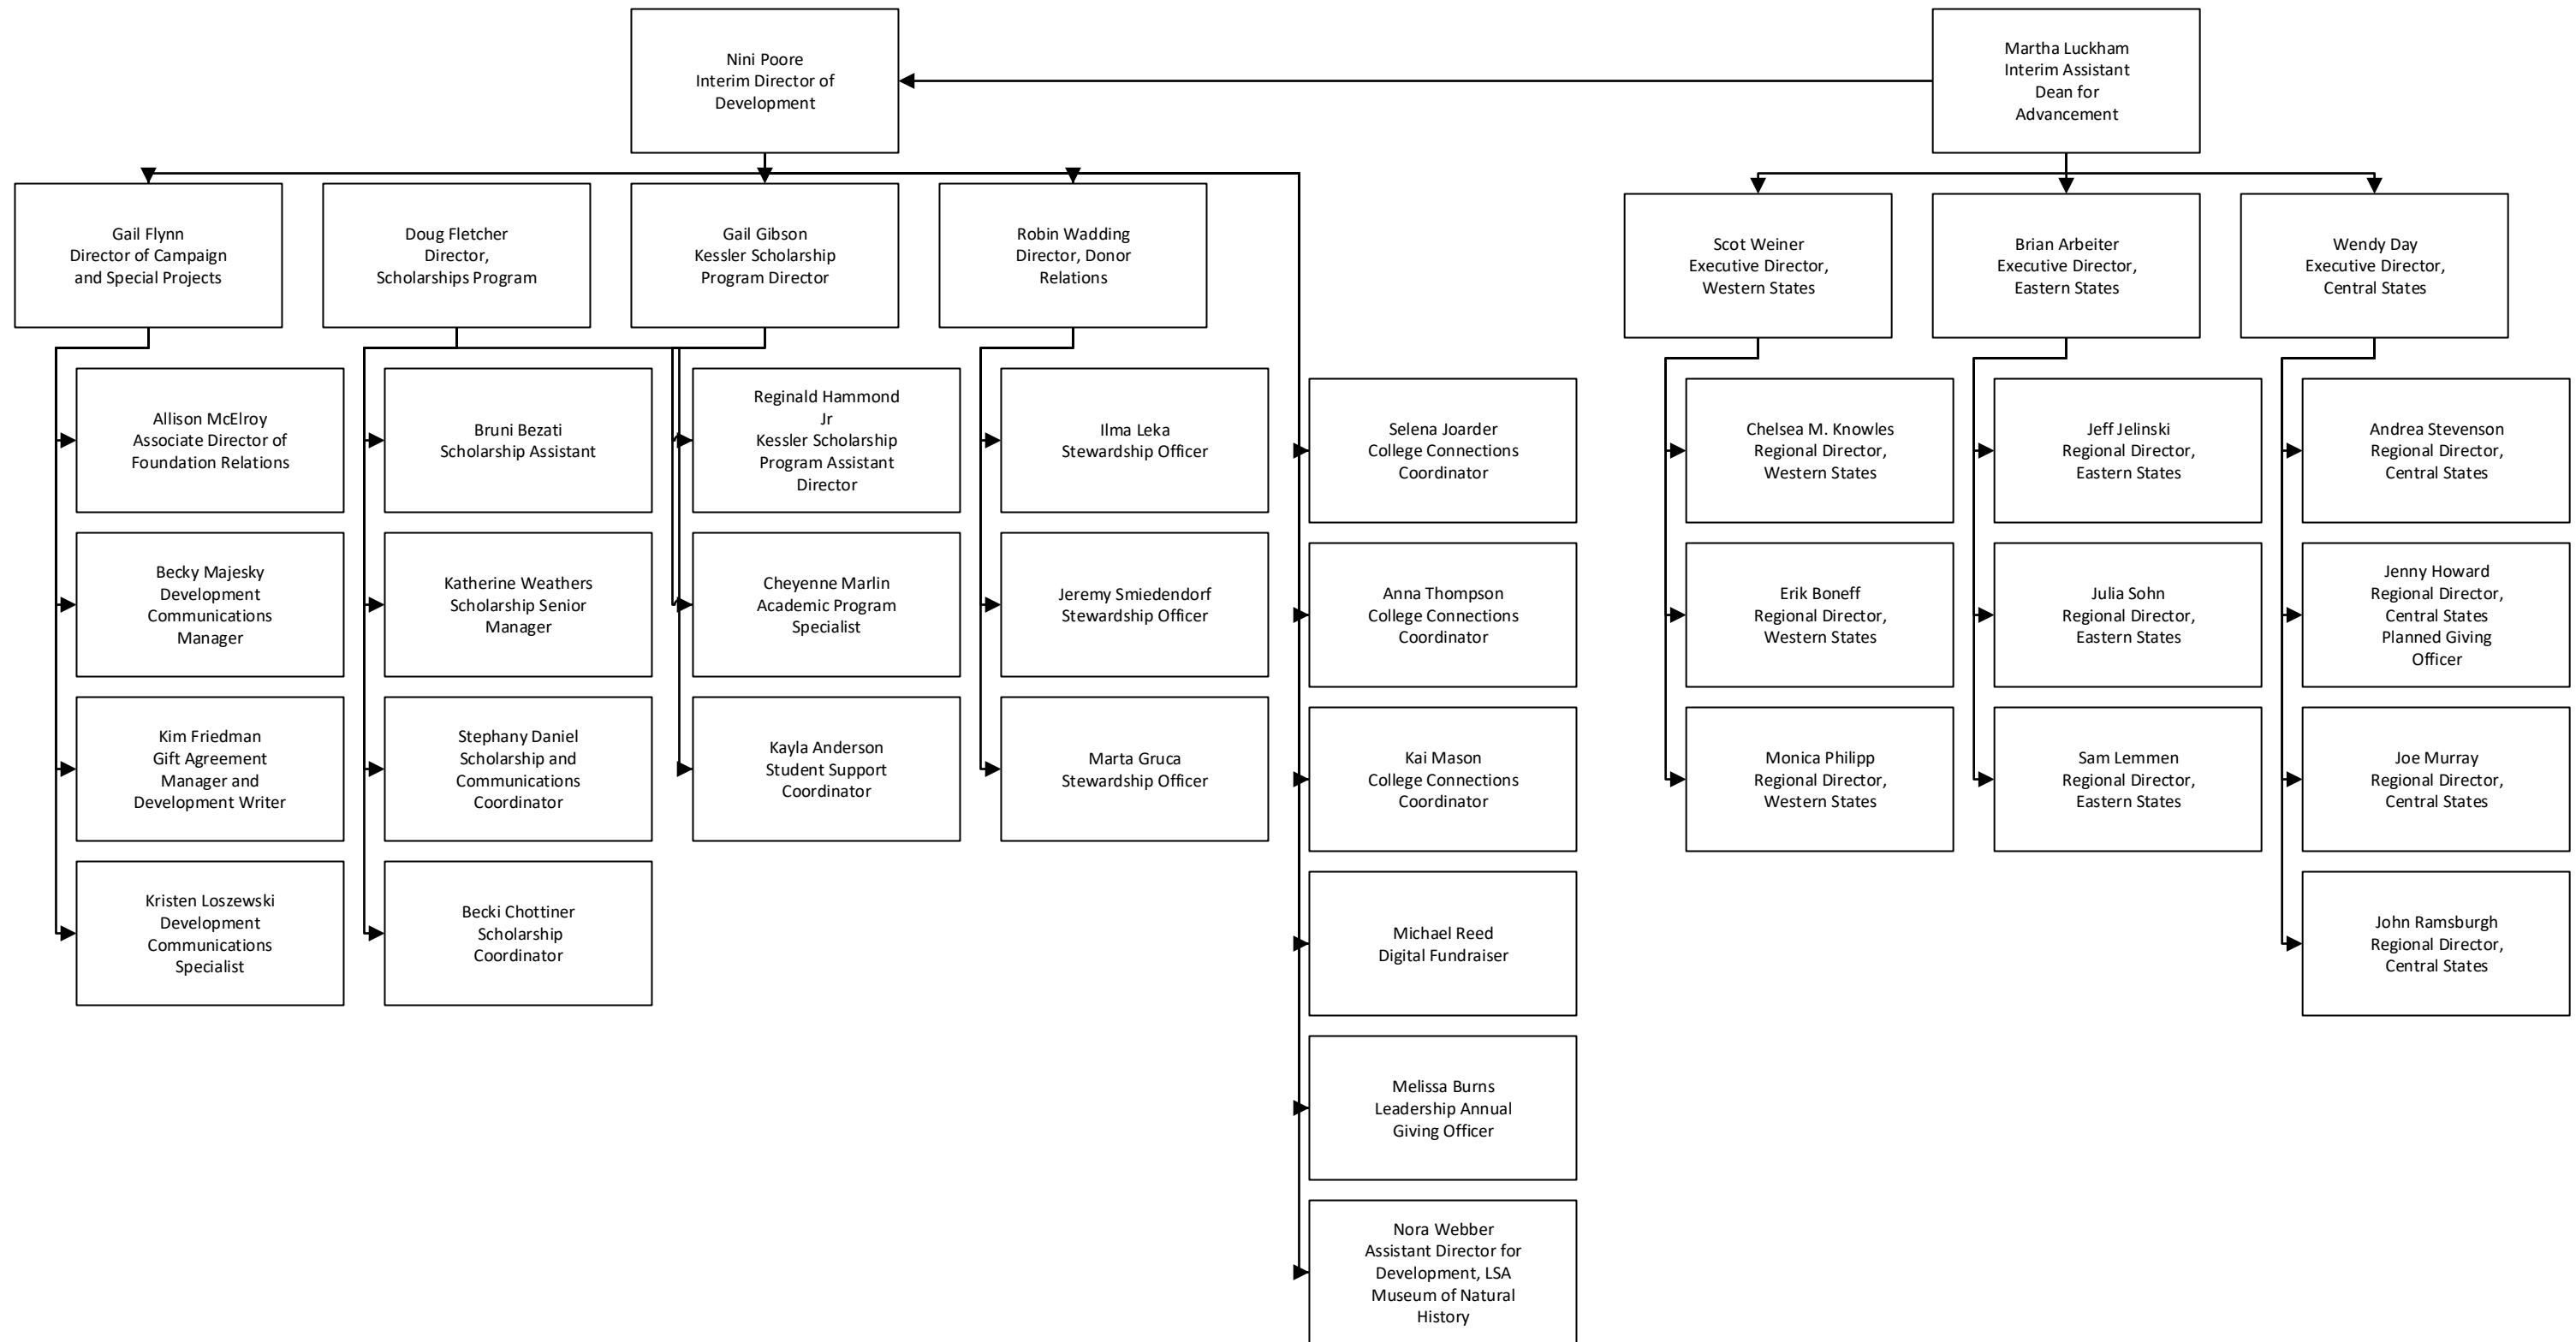 Nini Poore
Interim Director of
Development
Martha Luckham
Interim Assistant
Dean for
Advancement
Gail Flynn
Director of Campaign
and Special Projects
Doug Fletcher
Director,
Scholarships Program
Gail Gibson
Kessler Scholarship
Program Director
Robin Wadding
Director, Donor
Relations
Scot Weiner
Executive Director,
Western States
Brian Arbeiter
Executive Director,
Eastern States
Wendy Day
Executive Director,
Central States
Allison McElroy
Associate Director of
Foundation Relations
Bruni Bezati
Scholarship Assistant
Reginald Hammond
Jr
Kessler Scholarship
Program Assistant
Director
Ilma Leka
Stewardship Officer
Selena Joarder
College Connections
Coordinator
Chelsea M. Knowles
Regional Director,
Western States
Jeff Jelinski
Regional Director,
Eastern States
Andrea Stevenson
Regional Director,
Central States
Becky Majesky
Development
Communications
Manager
Katherine Weathers
Scholarship Senior
Manager
Cheyenne Marlin
Academic Program
Specialist
Jeremy Smiedendorf
Stewardship Officer
Anna Thompson
College Connections
Coordinator
Erik Boneff
Regional Director,
Western States
Julia Sohn
Regional Director,
Eastern States
Jenny Howard
Regional Director,
Central States
Planned Giving
Officer
Kim Friedman
Gift Agreement
Manager and
Development Writer
Stephany Daniel
Scholarship and
Communications
Coordinator
Kayla Anderson
Student Support
Coordinator
Marta Gruca
Stewardship Officer
Kai Mason
College Connections
Coordinator
Monica Philipp
Regional Director,
Western States
Sam Lemmen
Regional Director,
Eastern States
Joe Murray
Regional Director,
Central States
Kristen Loszewski
Development
Communications
Specialist
Becki Chottiner
Scholarship
Coordinator
Michael Reed
Digital Fundraiser
John Ramsburgh
Regional Director,
Central States
Melissa Burns
Leadership Annual
Giving Officer
Nora Webber
Assistant Director for
Development, LSA
Museum of Natural
History